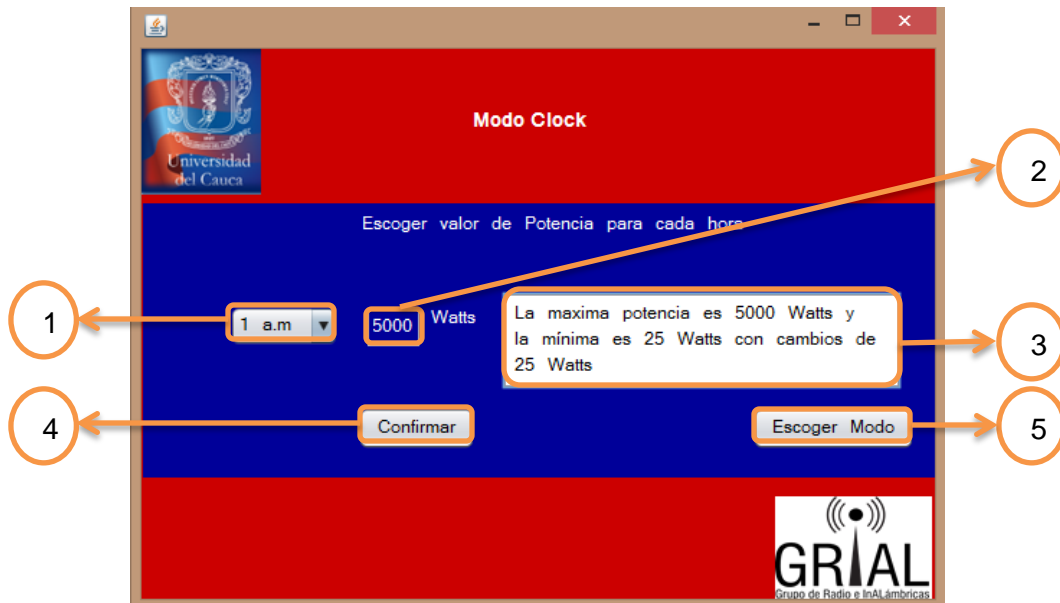 Universidad
del Cauca
Modo Clock
2
Escoger valor de Potencia para cada hora
1
1 a.m
5000
Watts
La maxima potencia es 5000 Watts y
la mínima es 25 Watts con cambios de
25 Watts
3
4
Confirmar
Escoger Modo
5
GRIAL
Grupo de Radio e InALámbricas